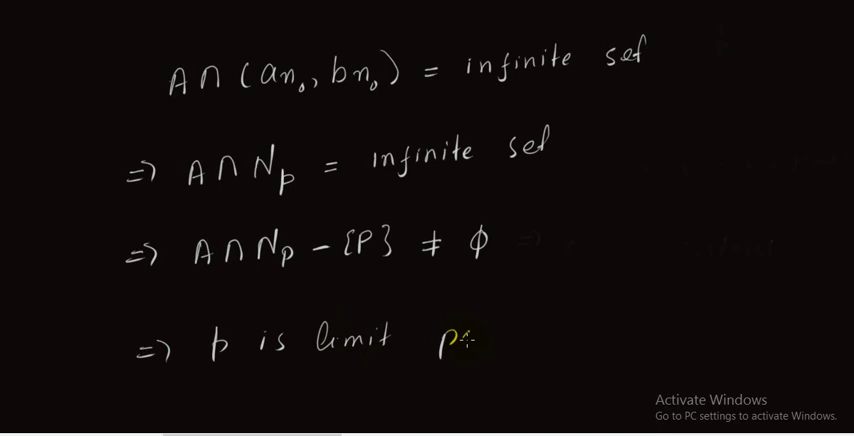 A ∩ (an₀, bn₀) = infinite set
=> A ∩ Np = infinite set
=> A ∩ Np - {P} ≠ ϕ
=> p is limit
Activate Windows
Go to PC settings to activate Windows.